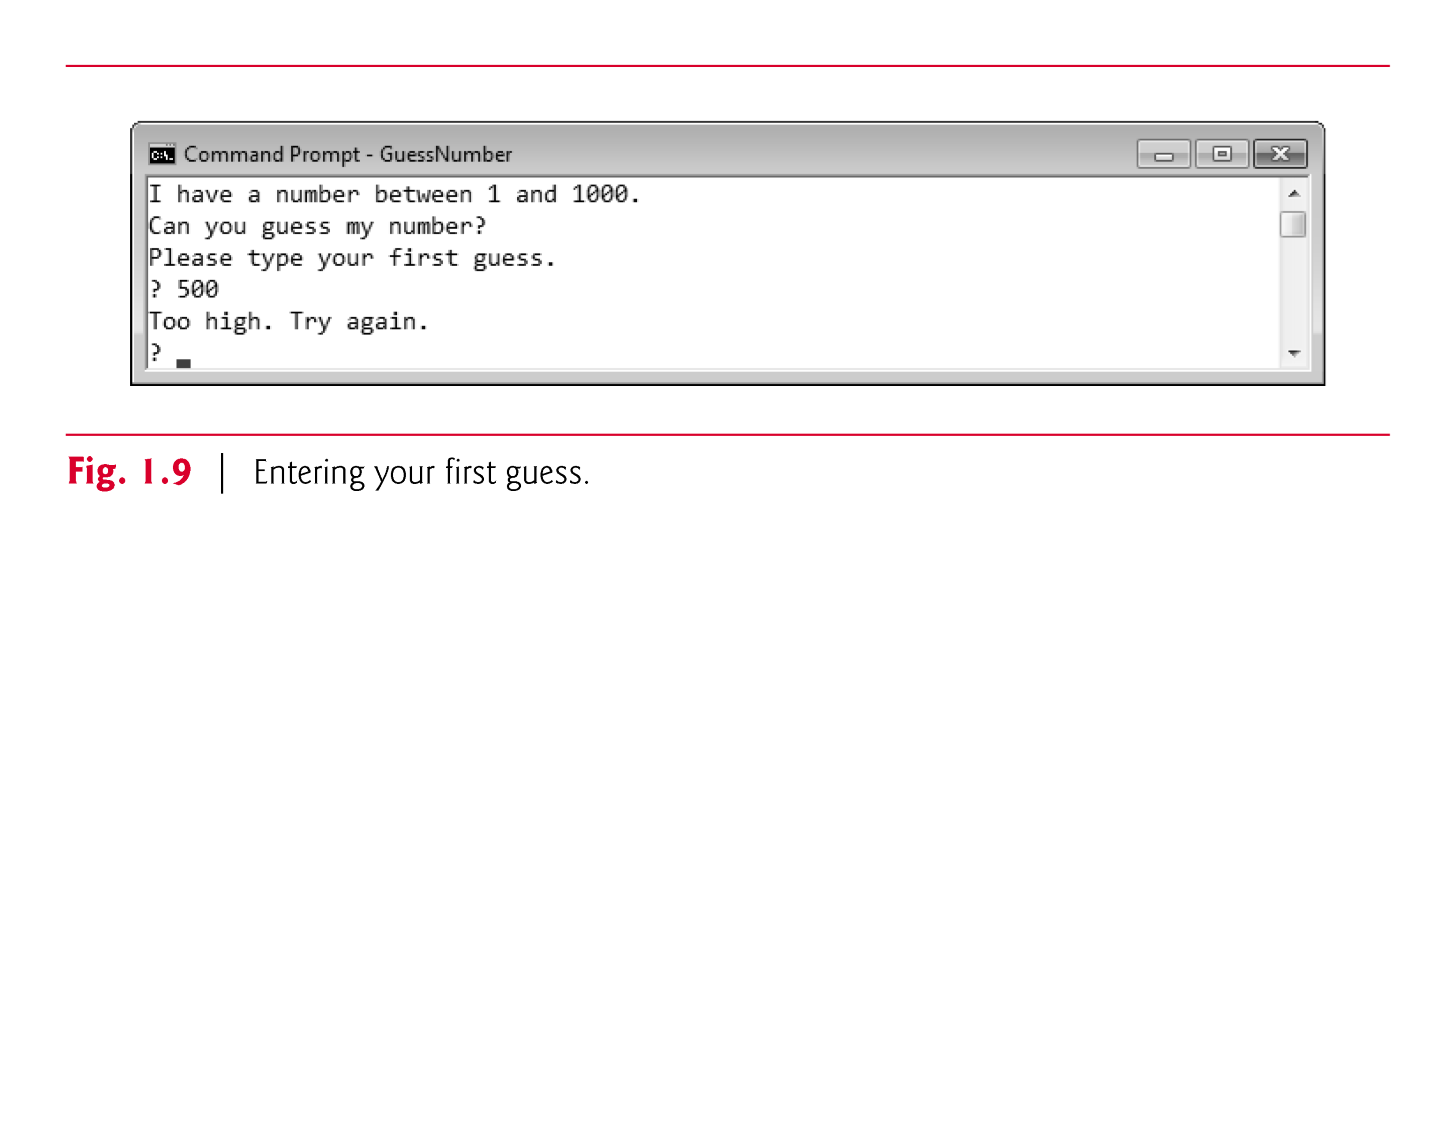 C:\.
Command Prompt - GuessNumber
I have a number between 1 and 1000.
Can you guess my number?
Please type your first guess.
? 500
Too high. Try again.
?
Fig. 1.9 | Entering your first guess.